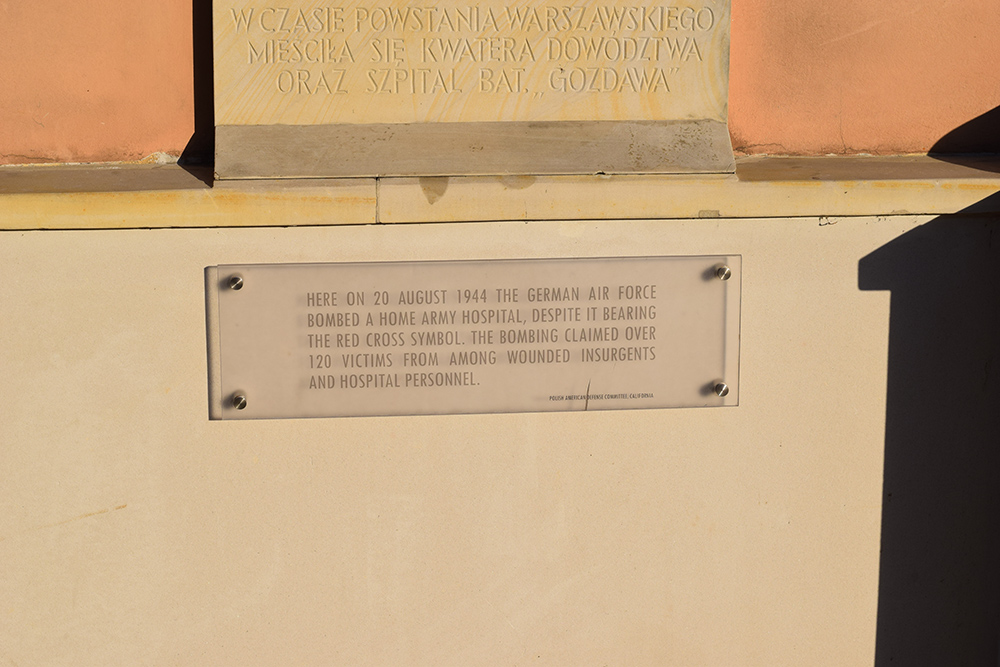 W CZASIE POWSTANIA WARSZAWSKIEGO
MIEŚCIŁA SIĘ KWATERA DOWÓDZTWA
ORAZ SZPITAL BAT. „GOZDAWA”
HERE ON 20 AUGUST 1944 THE GERMAN AIR FORCE
BOMBED A HOME ARMY HOSPITAL, DESPITE IT BEARING
THE RED CROSS SYMBOL. THE BOMBING CLAIMED OVER
120 VICTIMS FROM AMONG WOUNDED INSURGENTS
AND HOSPITAL PERSONNEL.
POLISH AMERICAN DEFENSE COMMITTEE, CALIFORNIA